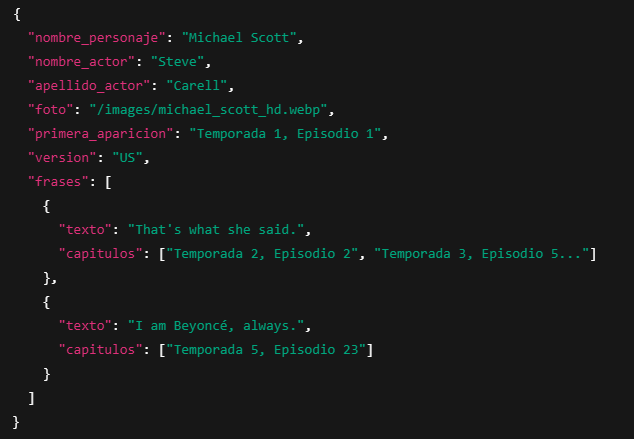 {
  "nombre_personaje": "Michael Scott",
  "nombre_actor": "Steve",
  "apellido_actor": "Carell",
  "foto": "/images/michael_scott_hd.webp",
  "primera_aparicion": "Temporada 1, Episodio 1",
  "version": "US",
  "frases": [
    {
      "texto": "That's what she said.",
      "capitulos": ["Temporada 2, Episodio 2", "Temporada 3, Episodio 5..."]
    },
    {
      "texto": "I am Beyoncé, always.",
      "capitulos": ["Temporada 5, Episodio 23"]
    }
  ]
}